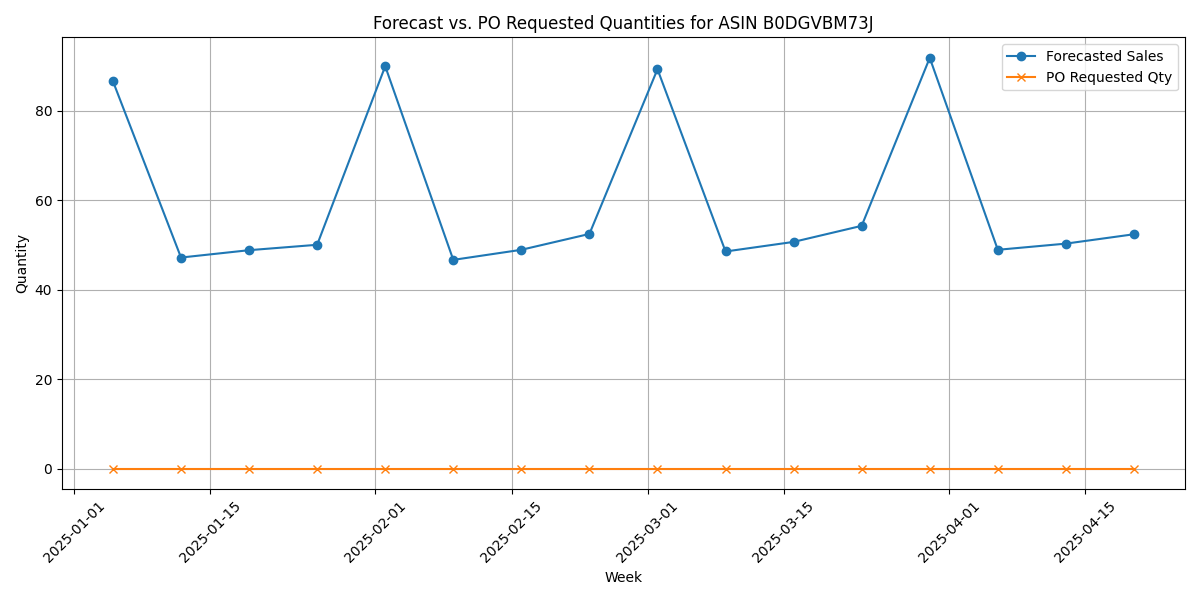 Forecast vs. PO Requested Quantities for ASIN B0DGVBM73J
Forecasted Sales
PO Requested Qty
Quantity
80
60
40
20
0
2025-01-01
2025-01-15
2025-02-01
2025-02-15
2025-03-01
2025-03-15
2025-04-01
2025-04-15
Week